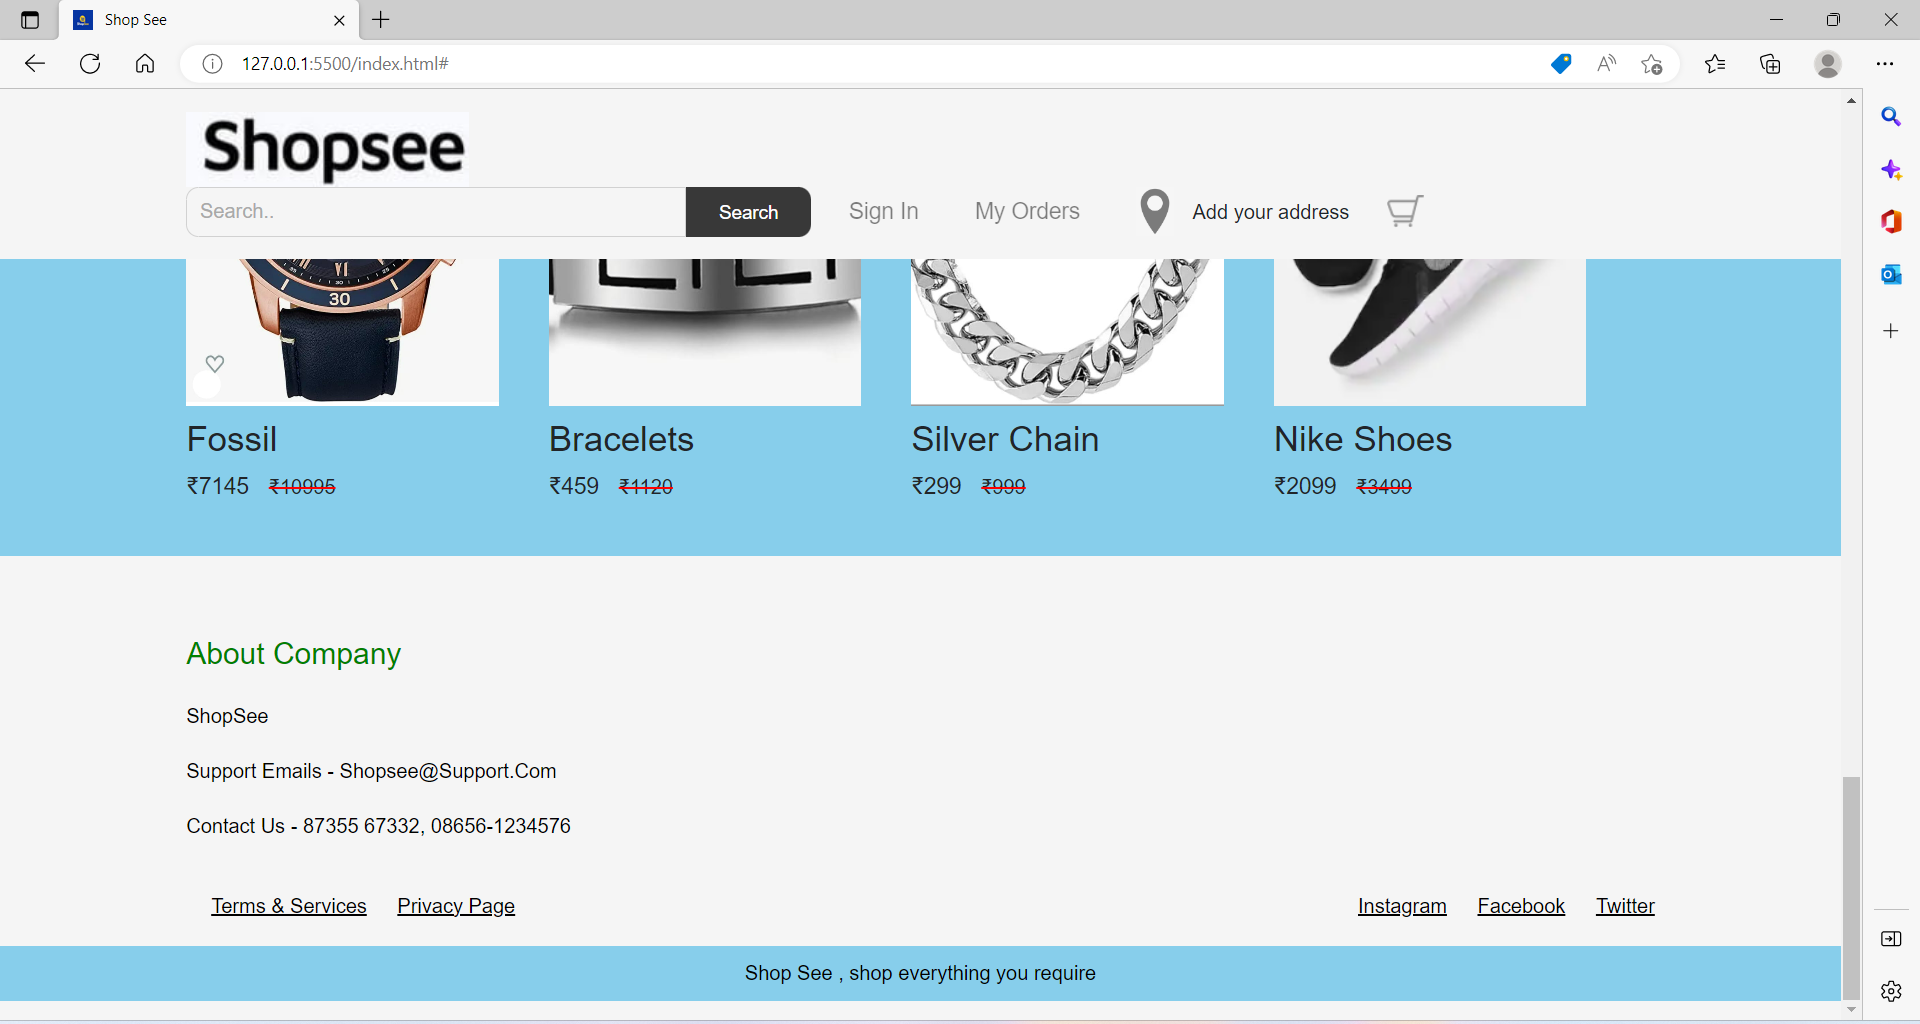 Shop See
127.0.0.1:5500/index.html#
Shopsee
Search..
Search
Sign In
My Orders
Add your address
VI
30
Fossil
₹7145 ₹10995
Bracelets
₹459 ₹1120
Silver Chain
₹299 ₹999
Nike Shoes
₹2099 ₹3499
About Company
ShopSee
Support Emails - Shopsee@Support.Com
Contact Us - 87355 67332, 08656-1234576
Terms & Services Privacy Page
Instagram Facebook Twitter
Shop See , shop everything you require